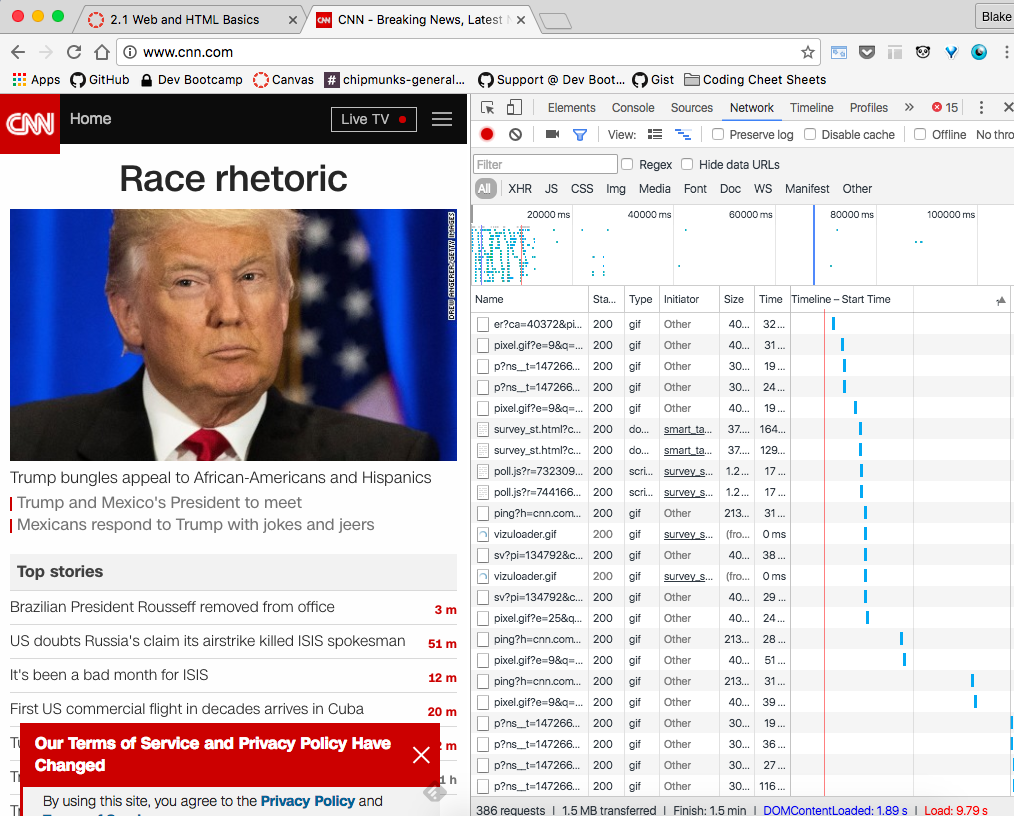 2.1 Web and HTML Basics
CNN - Breaking News, Latest N
Blake
www.cnn.com
Apps GitHub Dev Bootcamp Canvas chipmunks-general... Support @ Dev Boot... Gist Coding Cheet Sheets
CNN Home Live TV
Race rhetoric
DREW ANGERER/GETTY IMAGES
Trump bungles appeal to African-Americans and Hispanics
Trump and Mexico's President to meet
Mexicans respond to Trump with jokes and jeers
Top stories
Brazilian President Rousseff removed from office 3 m
US doubts Russia's claim its airstrike killed ISIS spokesman 51 m
It's been a bad month for ISIS 12 m
First US commercial flight in decades arrives in Cuba 20 m
Our Terms of Service and Privacy Policy Have
Changed
By using this site, you agree to the Privacy Policy and
Elements Console Sources Network Timeline Profiles » 15
View: Preserve log Disable cache Offline No thro
Filter Regex Hide data URLs
All XHR JS CSS Img Media Font Doc WS Manifest Other
20000 ms 40000 ms 60000 ms 80000 ms 100000 ms
Name Sta... Type Initiator Size Time Timeline – Start Time
er?ca=40372&pi... 200 gif Other 40... 32...
pixel.gif?e=9&q=... 200 gif Other 40... 31...
p?ns__t=147266... 200 gif Other 30... 19...
p?ns__t=147266... 200 gif Other 30... 24...
pixel.gif?e=9&q=... 200 gif Other 40... 19...
survey_st.html?c... 200 do... smart_ta... 37.... 164...
survey_st.html?c... 200 do... smart_ta... 37.... 129...
poll.js?r=732309... 200 scri... survey_s... 1.2... 17 ...
poll.js?r=744166... 200 scri... survey_s... 1.2... 17 ...
ping?h=cnn.com... 200 gif Other 213... 31...
vizuloader.gif 200 gif survey_s... (fro... 0 ms
sv?pi=134792&c... 200 gif Other 40... 38 ...
vizuloader.gif 200 gif survey_s... (fro... 0 ms
sv?pi=134792&c... 200 gif Other 40... 29 ...
pixel.gif?e=25&q... 200 gif Other 40... 24...
ping?h=cnn.com... 200 gif Other 213... 28 ...
pixel.gif?e=9&q=... 200 gif Other 40... 51 ...
ping?h=cnn.com... 200 gif Other 213... 31...
pixel.gif?e=9&q=... 200 gif Other 40... 39 ...
p?ns__t=147266... 200 gif Other 30... 19 ...
p?ns__t=147266... 200 gif Other 30... 36 ...
p?ns__t=147266... 200 gif Other 30... 27 ...
p?ns__t=147266... 200 gif Other 30... 116 ...
386 requests | 1.5 MB transferred | Finish: 1.5 min | DOMContentLoaded: 1.89 s | Load: 9.79 s